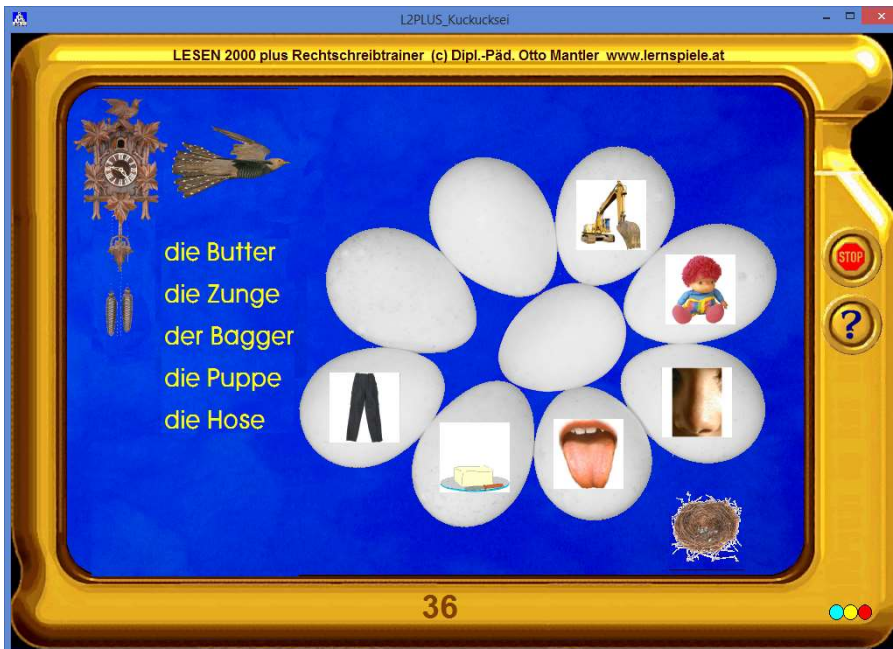 L2PLUS_Kuckucksei
LESEN 2000 plus Rechtschreibtrainer (c) Dipl.-Päd. Otto Mantler www.lernspiele.at
die Butter
die Zunge
der Bagger
die Puppe
die Hose
STOP
?
36